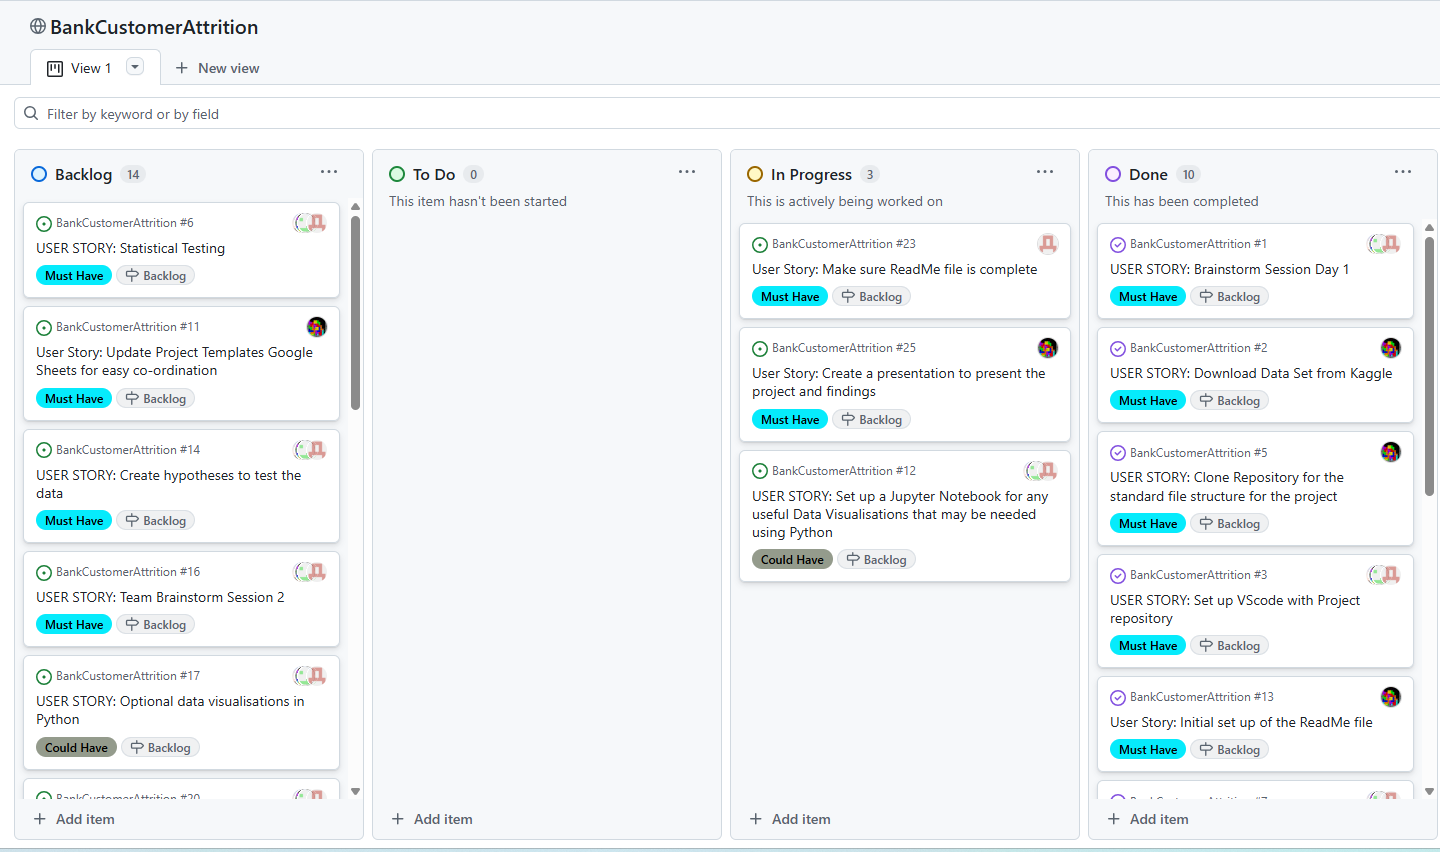 BankCustomerAttrition
View 1
New view
Filter by keyword or by field
Backlog 14
BankCustomerAttrition #6
USER STORY: Statistical Testing
Must Have Backlog
BankCustomerAttrition #11
User Story: Update Project Templates Google
Sheets for easy co-ordination
Must Have Backlog
BankCustomerAttrition #14
USER STORY: Create hypotheses to test the
data
Must Have Backlog
BankCustomerAttrition #16
USER STORY: Team Brainstorm Session 2
Must Have Backlog
BankCustomerAttrition #17
USER STORY: Optional data visualisations in
Python
Could Have Backlog
BankCustomerAttrition #20
Add item
To Do 0
This item hasn't been started
Add item
In Progress 3
This is actively being worked on
BankCustomerAttrition #23
User Story: Make sure ReadMe file is complete
Must Have Backlog
BankCustomerAttrition #25
User Story: Create a presentation to present the
project and findings
Must Have Backlog
BankCustomerAttrition #12
USER STORY: Set up a Jupyter Notebook for any
useful Data Visualisations that may be needed
using Python
Could Have Backlog
Add item
Done 10
This has been completed
BankCustomerAttrition #1
USER STORY: Brainstorm Session Day 1
Must Have Backlog
BankCustomerAttrition #2
USER STORY: Download Data Set from Kaggle
Must Have Backlog
BankCustomerAttrition #5
USER STORY: Clone Repository for the
standard file structure for the project
Must Have Backlog
BankCustomerAttrition #3
USER STORY: Set up VScode with Project
repository
Must Have Backlog
BankCustomerAttrition #13
User Story: Initial set up of the ReadMe file
Must Have Backlog
BankCustomerAttrition
Add item